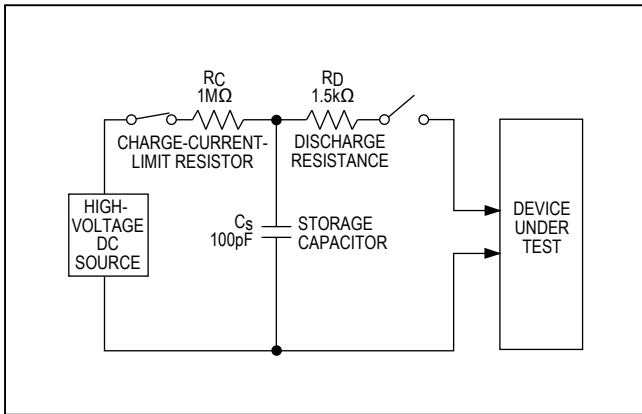 RC
1MΩ
CHARGE-CURRENT-
LIMIT RESISTOR
RD
1.5kΩ
DISCHARGE
RESISTANCE
HIGH-
VOLTAGE
DC
SOURCE
Cs
100pF
STORAGE
CAPACITOR
DEVICE
UNDER
TEST